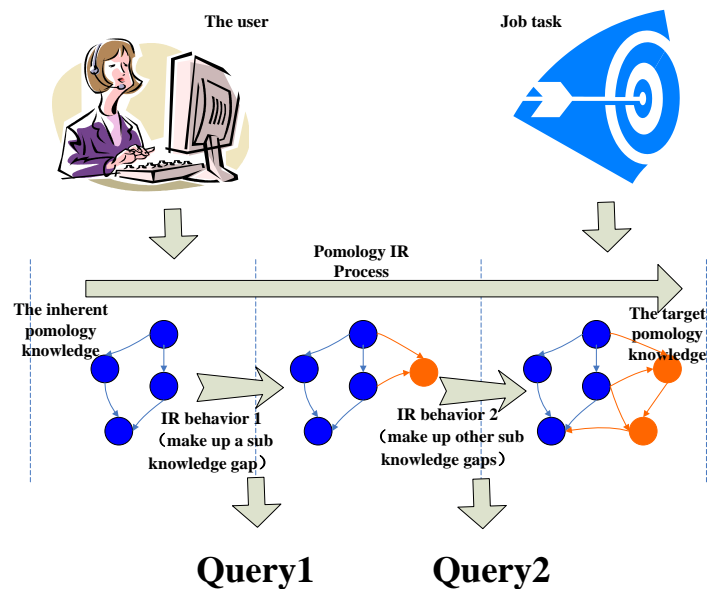 The user
Job task
Pomology IR
Process
The inherent
pomology
knowledge
The target
pomology
knowledge
IR behavior 1
（make up a sub
knowledge gap）
IR behavior 2
（make up other sub
knowledge gaps）
Query1
Query2